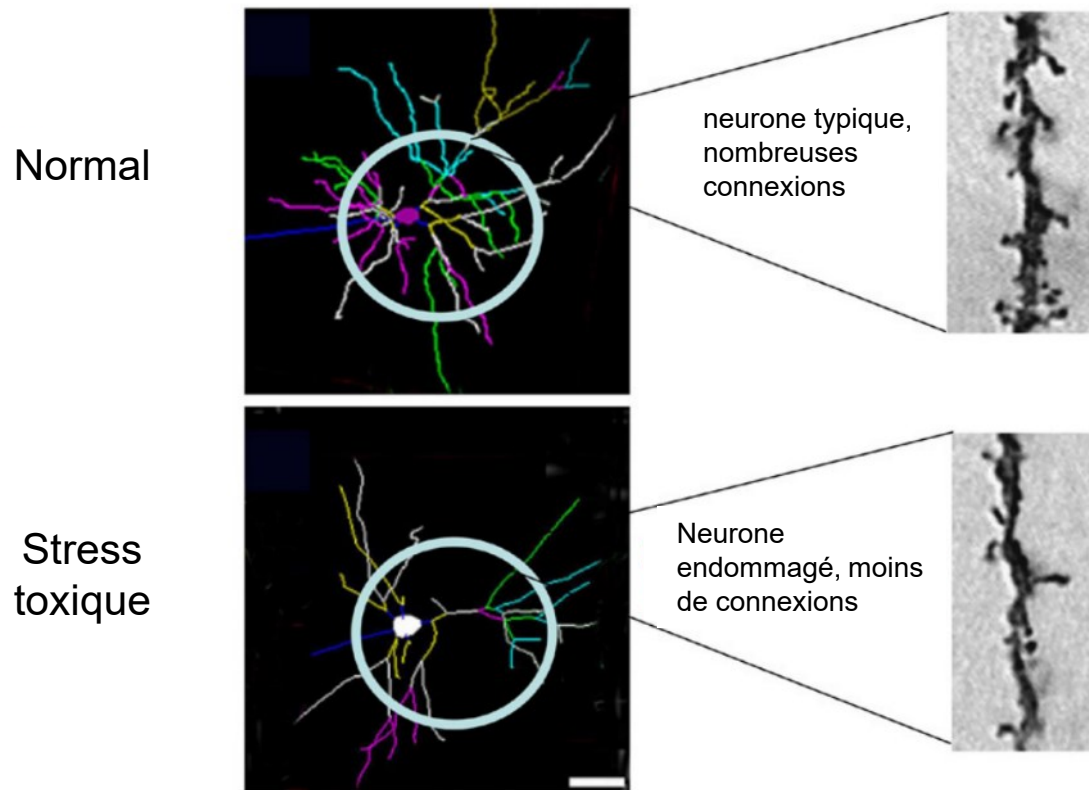 Normal
neurone typique,
nombreuses
connexions
Stress
toxique
Neurone
endommagé, moins
de connexions